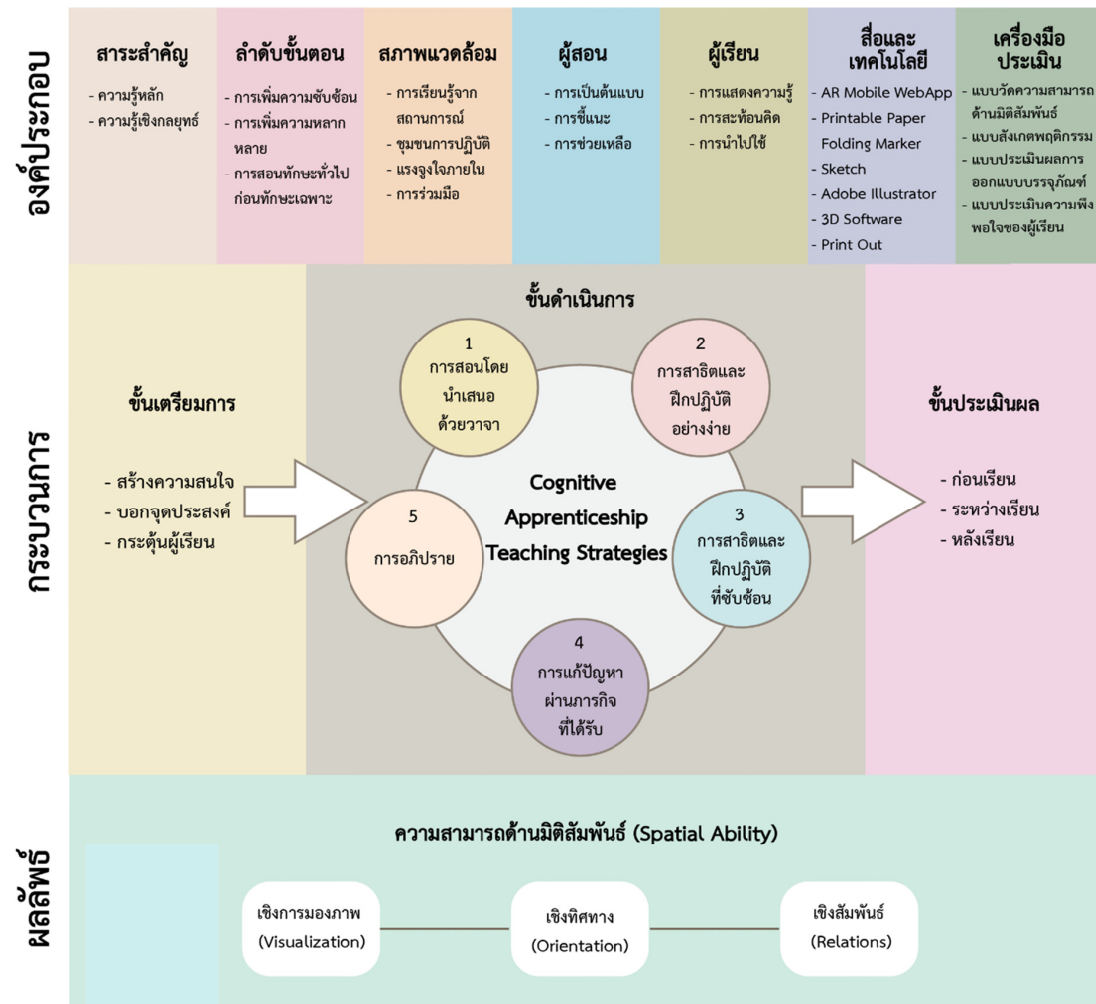 องค์ประกอบ
สาระสำคัญ
- ความรู้หลัก
- ความรู้เชิงกลยุทธ์
ลำดับขั้นตอน
- การเพิ่มความซับซ้อน
- การเพิ่มความหลาก
หลาย
- การสอนทักษะทั่วไป
ก่อนทักษะเฉพาะ
สภาพแวดล้อม
- การเรียนรู้จาก
สถานการณ์
- ชุมชนการปฏิบัติ
- แรงจูงใจภายใน
- การร่วมมือ
ผู้สอน
- การเป็นต้นแบบ
- การชี้แนะ
- การช่วยเหลือ
ผู้เรียน
- การแสดงความรู้
- การสะท้อนคิด
- การนำไปใช้
สื่อและ
เทคโนโลยี
- AR Mobile WebApp
- Printable Paper
Folding Marker
- Sketch
- Adobe Illustrator
- 3D Software
- Print Out
เครื่องมือ
ประเมิน
- แบบวัดความสามารถ
ด้านมิติสัมพันธ์
- แบบสังเกตพฤติกรรม
- แบบประเมินผลการ
ออกแบบบรรจุภัณฑ์
- แบบประเมินความพึง
พอใจของผู้เรียน
กระบวนการ
ขั้นเตรียมการ
- สร้างความสนใจ
- บอกจุดประสงค์
- กระตุ้นผู้เรียน
ขั้นดำเนินการ
1
การสอนโดย
นำเสนอ
ด้วยวาจา
2
การสาธิตและ
ฝึกปฏิบัติ
อย่างง่าย
3
การสาธิตและ
ฝึกปฏิบัติ
ที่ซับซ้อน
4
การแก้ปัญหา
ผ่านภารกิจ
ที่ได้รับ
5
การอภิปราย
Cognitive
Apprenticeship
Teaching Strategies
ขั้นประเมินผล
- ก่อนเรียน
- ระหว่างเรียน
- หลังเรียน
ผลลัพธ์
ความสามารถด้านมิติสัมพันธ์ (Spatial Ability)
เชิงการมองภาพ
(Visualization)
เชิงทิศทาง
(Orientation)
เชิงสัมพันธ์
(Relations)